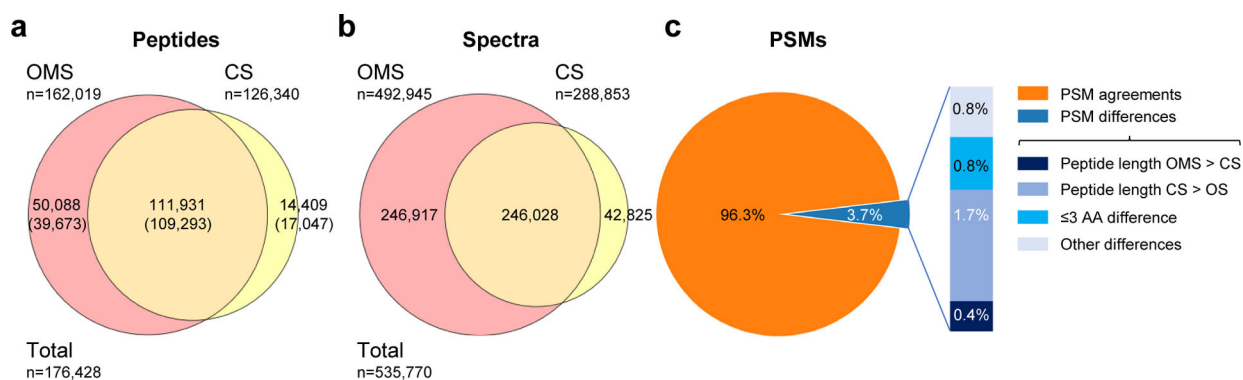 a
Peptides
OMS
n=162,019
CS
n=126,340
50,088
(39,673)
111,931
(109,293)
14,409
(17,047)
Total
n=176,428
b
Spectra
OMS
n=492,945
CS
n=288,853
246,917
246,028
42,825
Total
n=535,770
c
PSMs
96.3%
3.7%
0.8%
0.8%
1.7%
0.4%
PSM agreements
PSM differences
Peptide length OMS > CS
Peptide length CS > OS
≤3 AA difference
Other differences